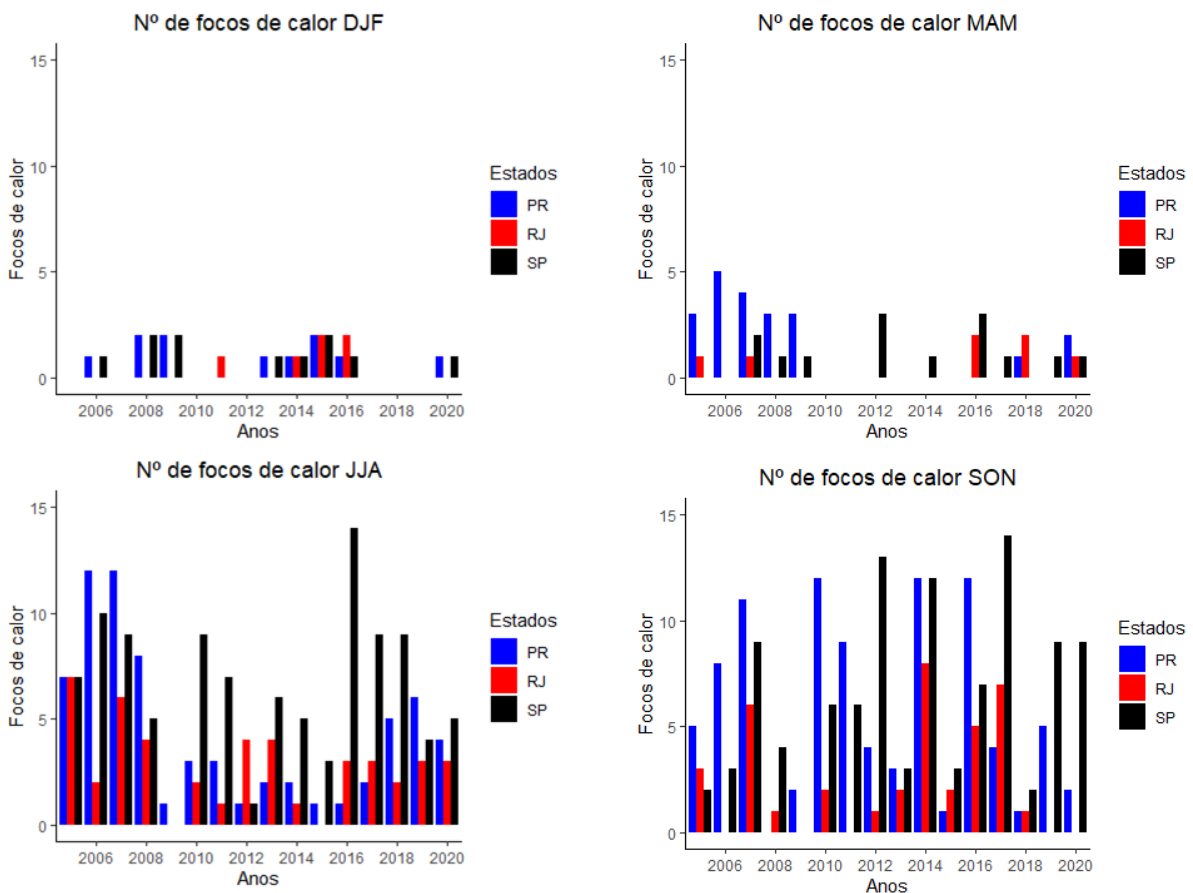 Nº de focos de calor DJF
15
10
5
0
Focos de calor
2006 2008 2010 2012 2014 2016 2018 2020
Anos
Estados
PR
RJ
SP
Nº de focos de calor MAM
15
10
5
0
Focos de calor
2006 2008 2010 2012 2014 2016 2018 2020
Anos
Estados
PR
RJ
SP
Nº de focos de calor JJA
15
10
5
0
Focos de calor
2006 2008 2010 2012 2014 2016 2018 2020
Anos
Estados
PR
RJ
SP
Nº de focos de calor SON
15
10
5
0
Focos de calor
2006 2008 2010 2012 2014 2016 2018 2020
Anos
Estados
PR
RJ
SP